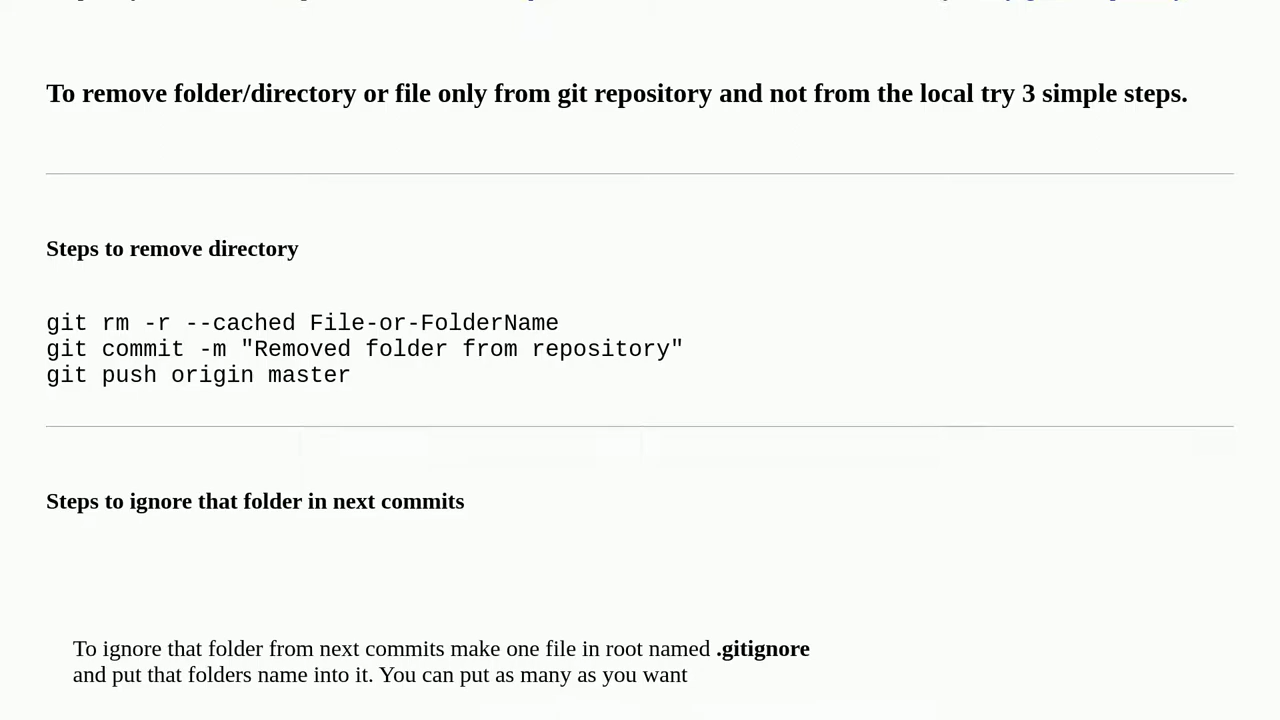 To remove folder/directory or file only from git repository and not from the local try 3 simple steps.
Steps to remove directory
git rm -r --cached File-or-FolderName
git commit -m "Removed folder from repository"
git push origin master
Steps to ignore that folder in next commits
To ignore that folder from next commits make one file in root named .gitignore
and put that folders name into it. You can put as many as you want